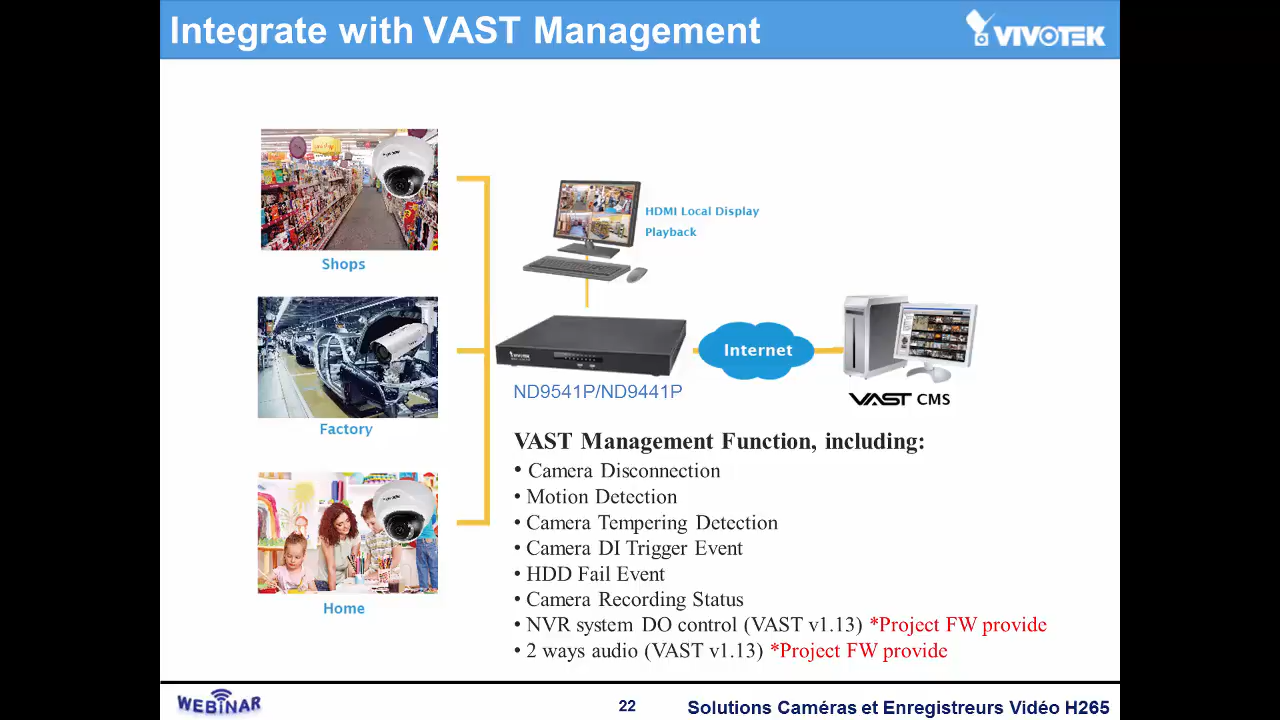 Integrate with VAST Management
VIVOTEK
HDMI Local Display
Playback
Shops
Internet
VIVOTEK
ND9541P/ND9441P
VAST CMS
Factory
VAST Management Function, including:
• Camera Disconnection
• Motion Detection
• Camera Tempering Detection
• Camera DI Trigger Event
• HDD Fail Event
• Camera Recording Status
• NVR system DO control (VAST v1.13) *Project FW provide
• 2 ways audio (VAST v1.13) *Project FW provide
Home
WEBINAR
22
Solutions Caméras et Enregistreurs Vidéo H265